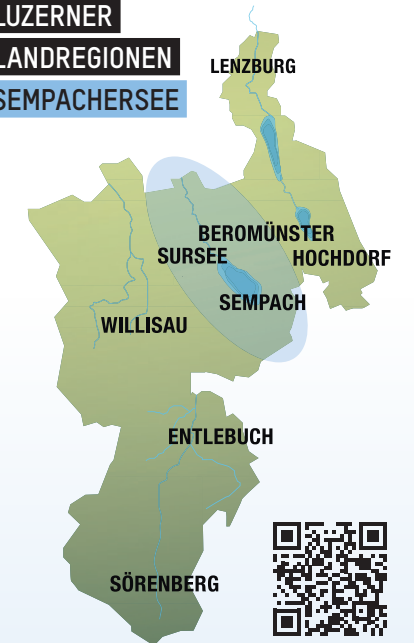 LUZERNER
LANDREGIONEN
SEMPACHERSEE
LENZBURG
BEROMÜNSTER
SURSEE
HOCHDORF
SEMPACH
WILLISAU
ENTLEBUCH
SÖRENBERG